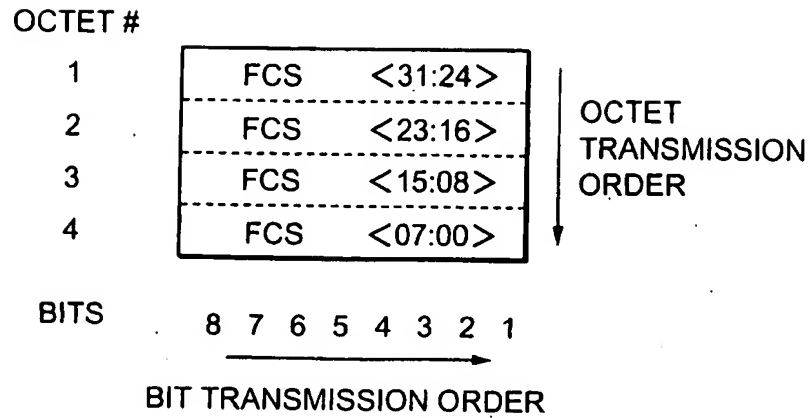 OCTET #
1 FCS <31:24>
2 FCS <23:16>
3 FCS <15:08>
4 FCS <07:00>
OCTET
TRANSMISSION
ORDER
BITS 8 7 6 5 4 3 2 1
BIT TRANSMISSION ORDER